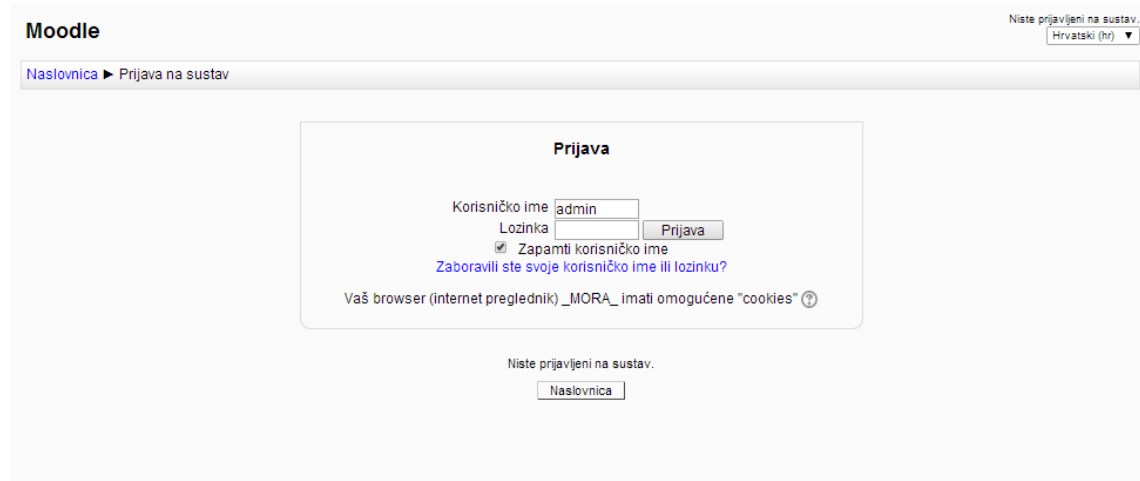 Moodle
Niste prijavljeni na sustav.
Hrvatski (hr) ▼
Naslovnica ► Prijava na sustav
Prijava
Korisničko ime admin
Lozinka Prijava
Zapamti korisničko ime
Zaboravili ste svoje korisničko ime ili lozinku?
Vaš browser (internet preglednik) _MORA_ imati omogućene "cookies" ?
Niste prijavljeni na sustav.
Naslovnica